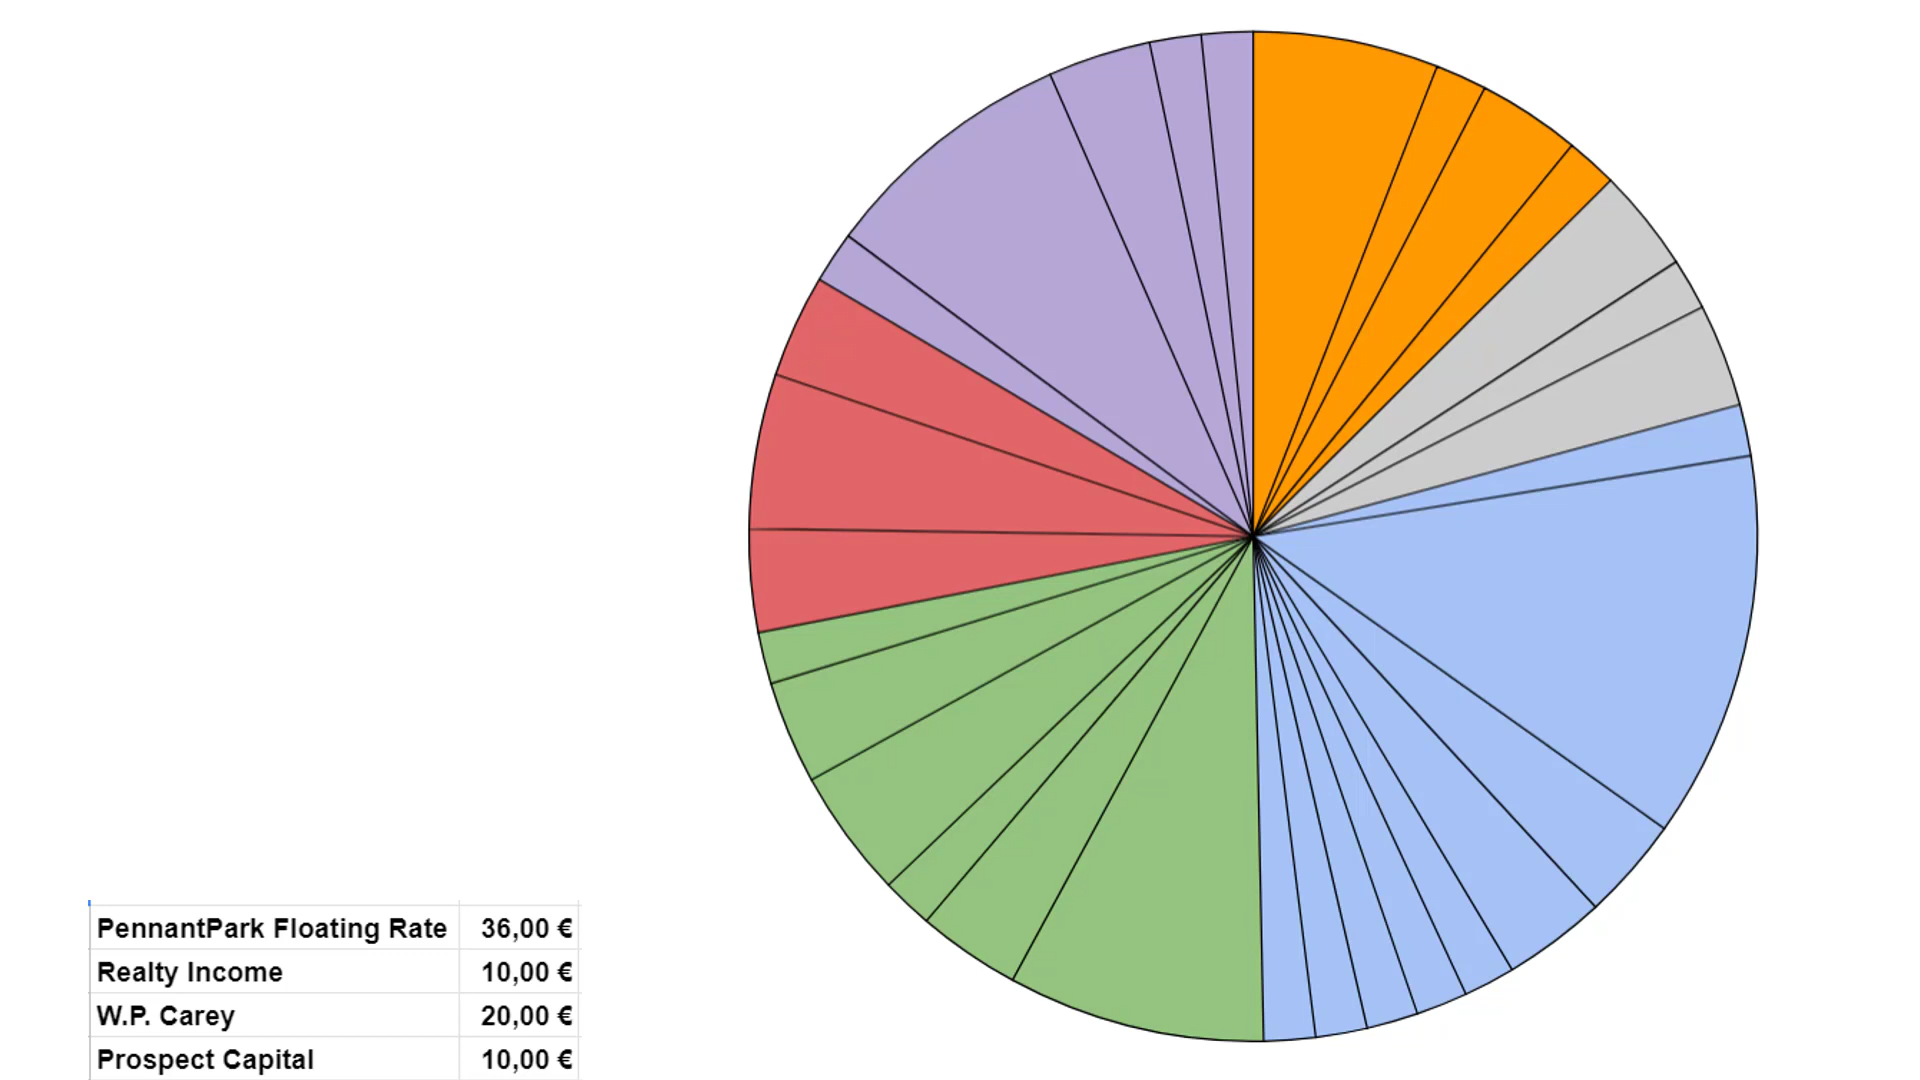 PennantPark Floating Rate 36,00 €
Realty Income 10,00 €
W.P. Carey 20,00 €
Prospect Capital 10,00 €